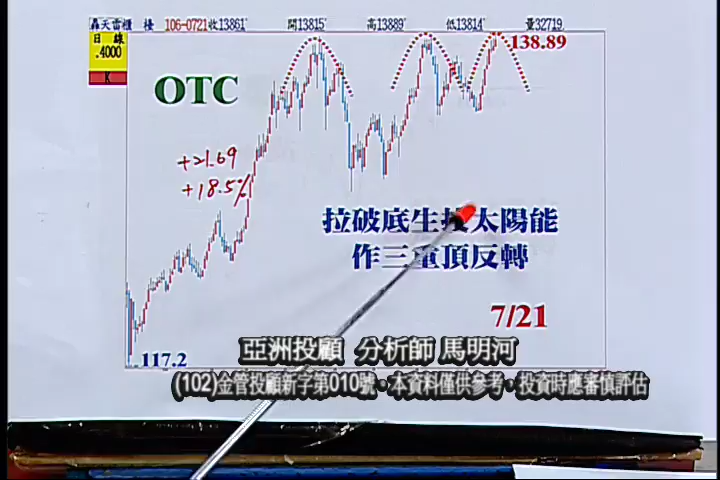 轟天雷櫃 檯 106-0721收13861 開13815 高13889 低13814 量32719
日線
.4000
K
138.89
OTC
+21.69
+18.5%
拉破底生技太陽能
作三重頂反轉
7/21
117.2
亞洲投顧 分析師 馬明河
(102)金管投顧新字第010號，本資料僅供參考，投資時應審慎評估